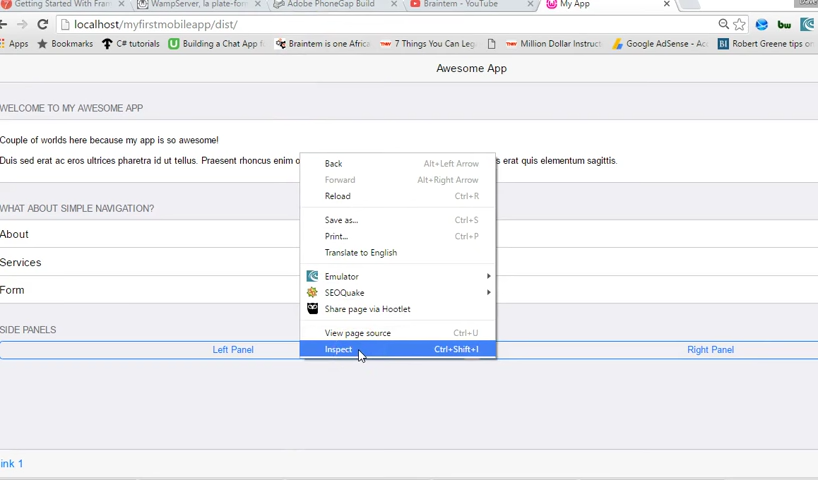 Getting Started With Fram
WampServer, la plate-form
Adobe PhoneGap Build
Braintem - YouTube
My App
localhost/myfirstmobileapp/dist/
Apps
Bookmarks
C# tutorials
Building a Chat App f
Braintem is one Afric
7 Things You Can Leg
Million Dollar Instruct
Google AdSense - Ac
Robert Greene tips o
Awesome App
WELCOME TO MY AWESOME APP
Couple of worlds here because my app is so awesome!
Duis sed erat ac eros ultrices pharetra id ut tellus. Praesent rhoncus enim o
s erat quis elementum sagittis.
Back Alt+Left Arrow
Forward Alt+Right Arrow
Reload Ctrl+R
Save as... Ctrl+S
Print... Ctrl+P
Translate to English
Emulator
SEOQuake
Share page via Hootlet
View page source Ctrl+U
Inspect Ctrl+Shift+I
WHAT ABOUT SIMPLE NAVIGATION?
About
Services
Form
SIDE PANELS
Left Panel
Right Panel
ink 1